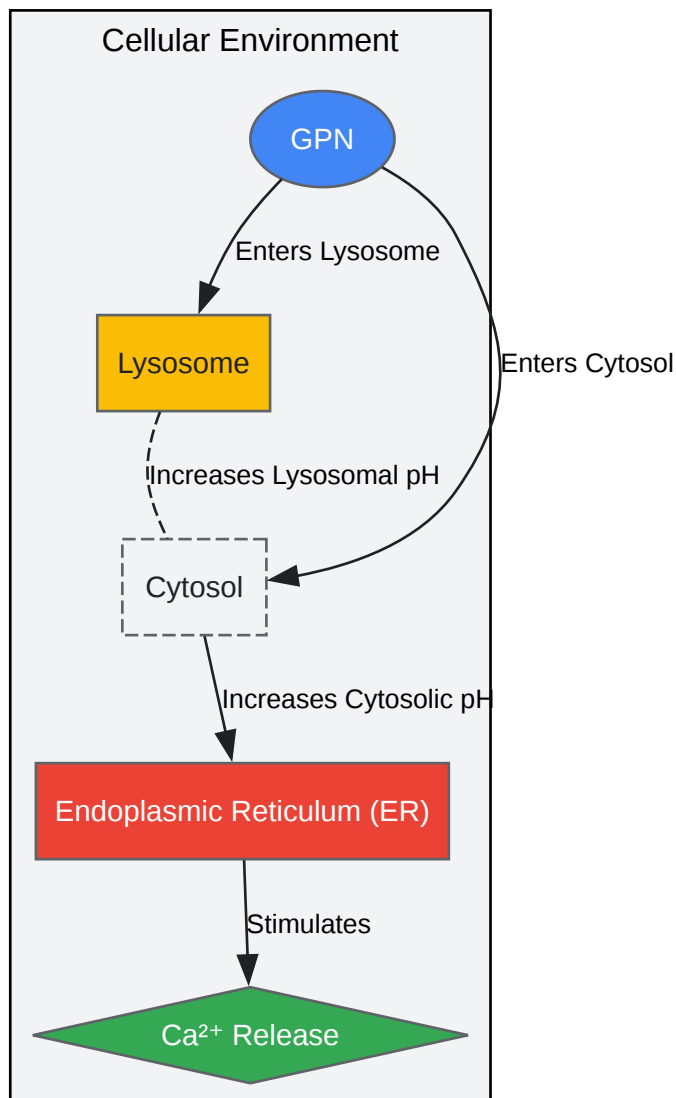 Cellular Environment
GPN
Enters Lysosome
Lysosome
Enters Cytosol
Increases Lysosomal pH
Cytosol
Increases Cytosolic pH
Endoplasmic Reticulum (ER)
Stimulates
Ca²⁺ Release